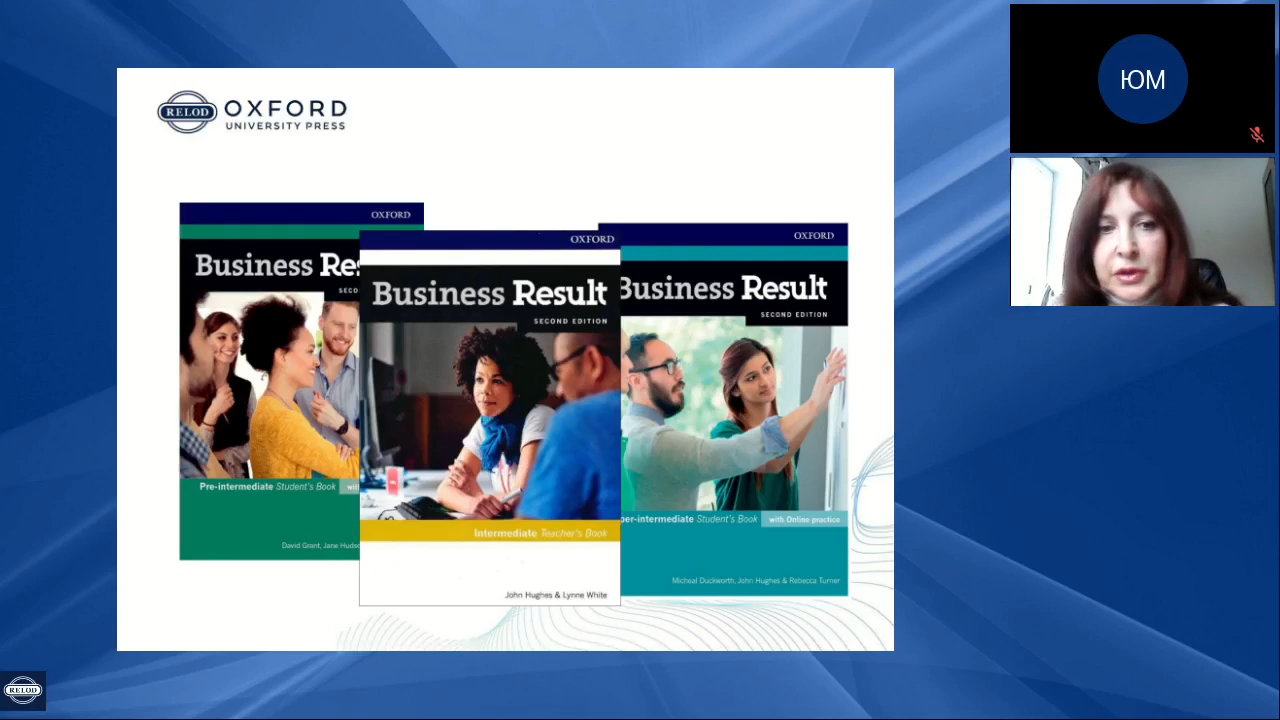 RELOD OXFORD
UNIVERSITY PRESS
OXFORD
Business Res
SECO
Pre-intermediate Student's Book
David Grant, Jane Hudso
OXFORD
Business Result
SECOND EDITION
Intermediate Teacher's Book
John Hughes & Lynne White
OXFORD
Business Result
SECOND EDITION
per-intermediate Student's Book with Online practice
Micheal Duckworth, John Hughes & Rebecca Turner
ЮМ
RELOD